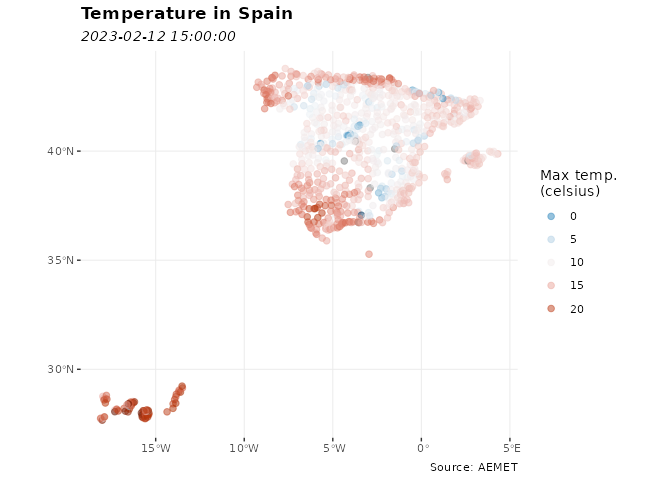 Temperature in Spain
2023-02-12 15:00:00
40°N
35°N
30°N
15°W
10°W
5°W
0°
5°E
Max temp.
(celsius)
0
5
10
15
20
Source: AEMET